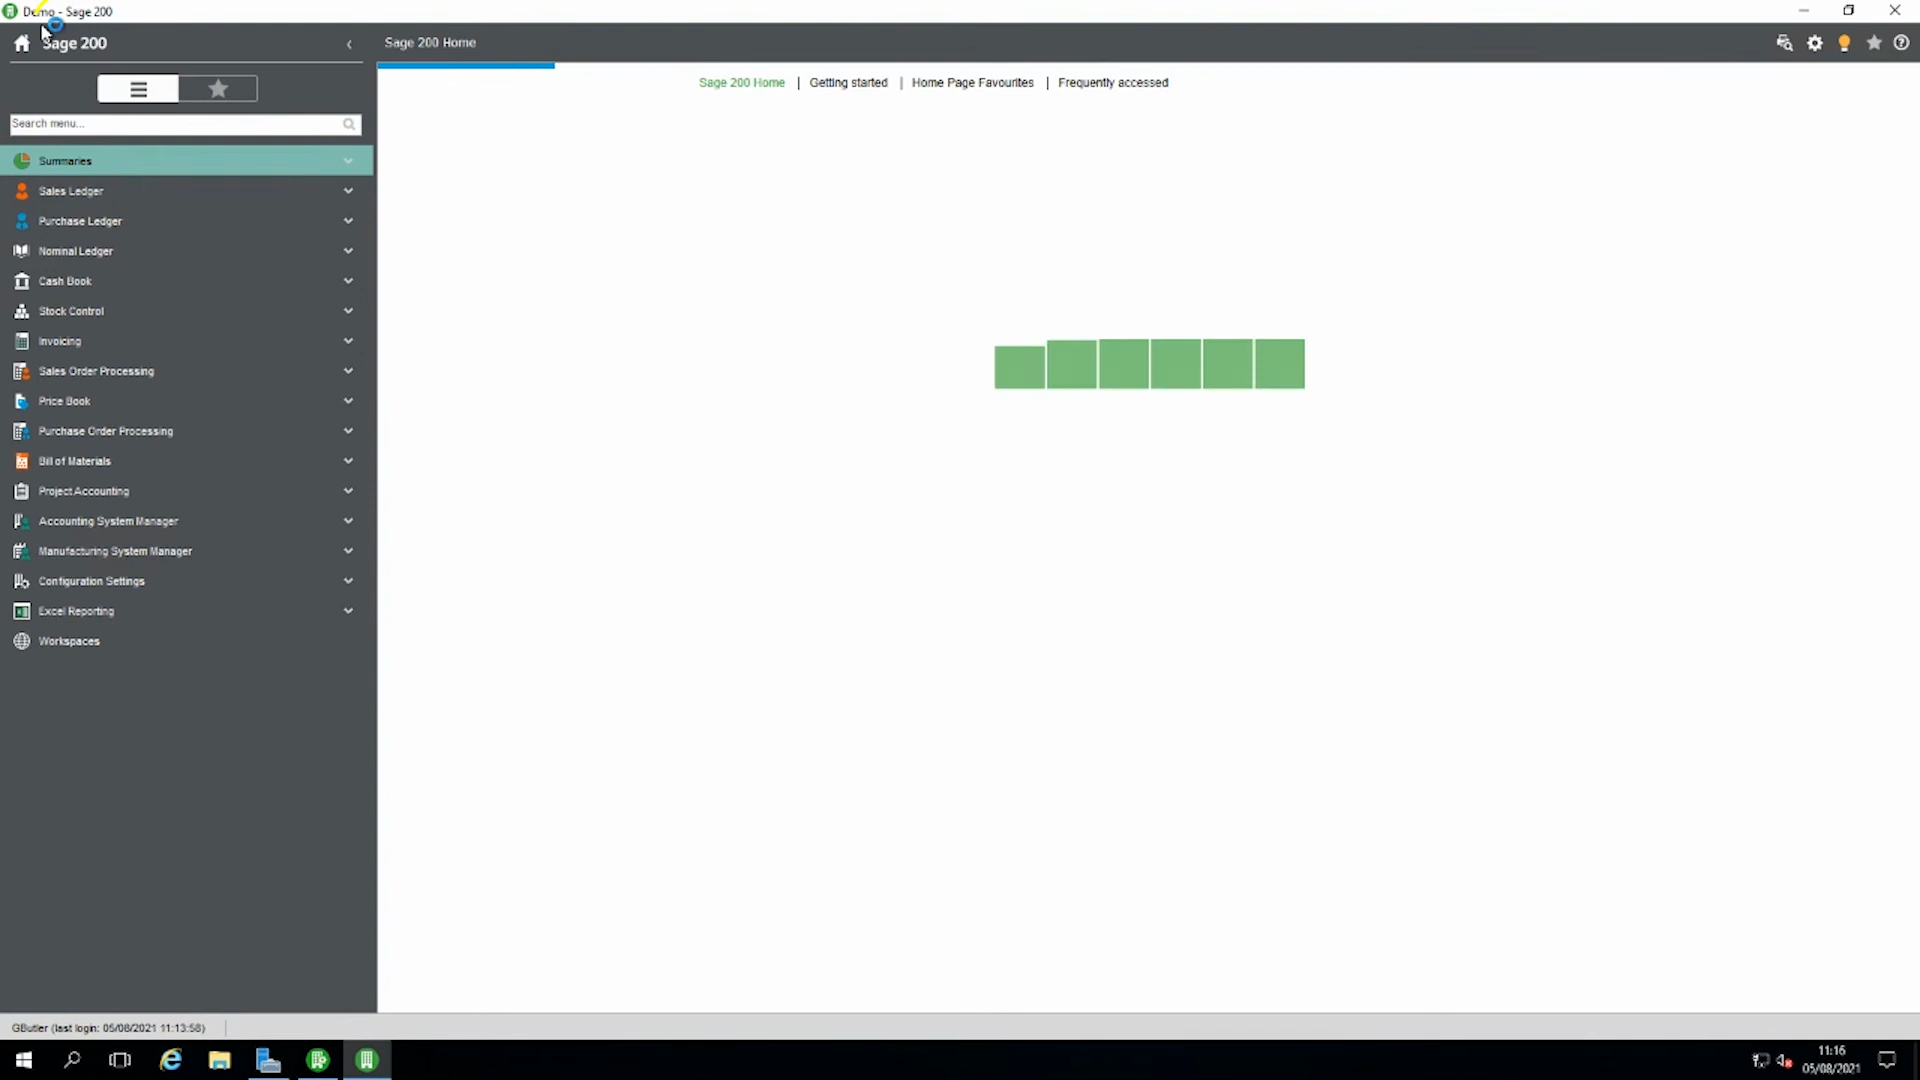 Demo - Sage 200
Sage 200
Sage 200 Home
Sage 200 Home | Getting started | Home Page Favourites | Frequently accessed
Search menu...
Summaries
Sales Ledger
Purchase Ledger
Nominal Ledger
Cash Book
Stock Control
Invoicing
Sales Order Processing
Price Book
Purchase Order Processing
Bill of Materials
Project Accounting
Accounting System Manager
Manufacturing System Manager
Configuration Settings
Excel Reporting
Workspaces
GButler (last login: 05/08/2021 11:13:58)
11:16
05/08/2021